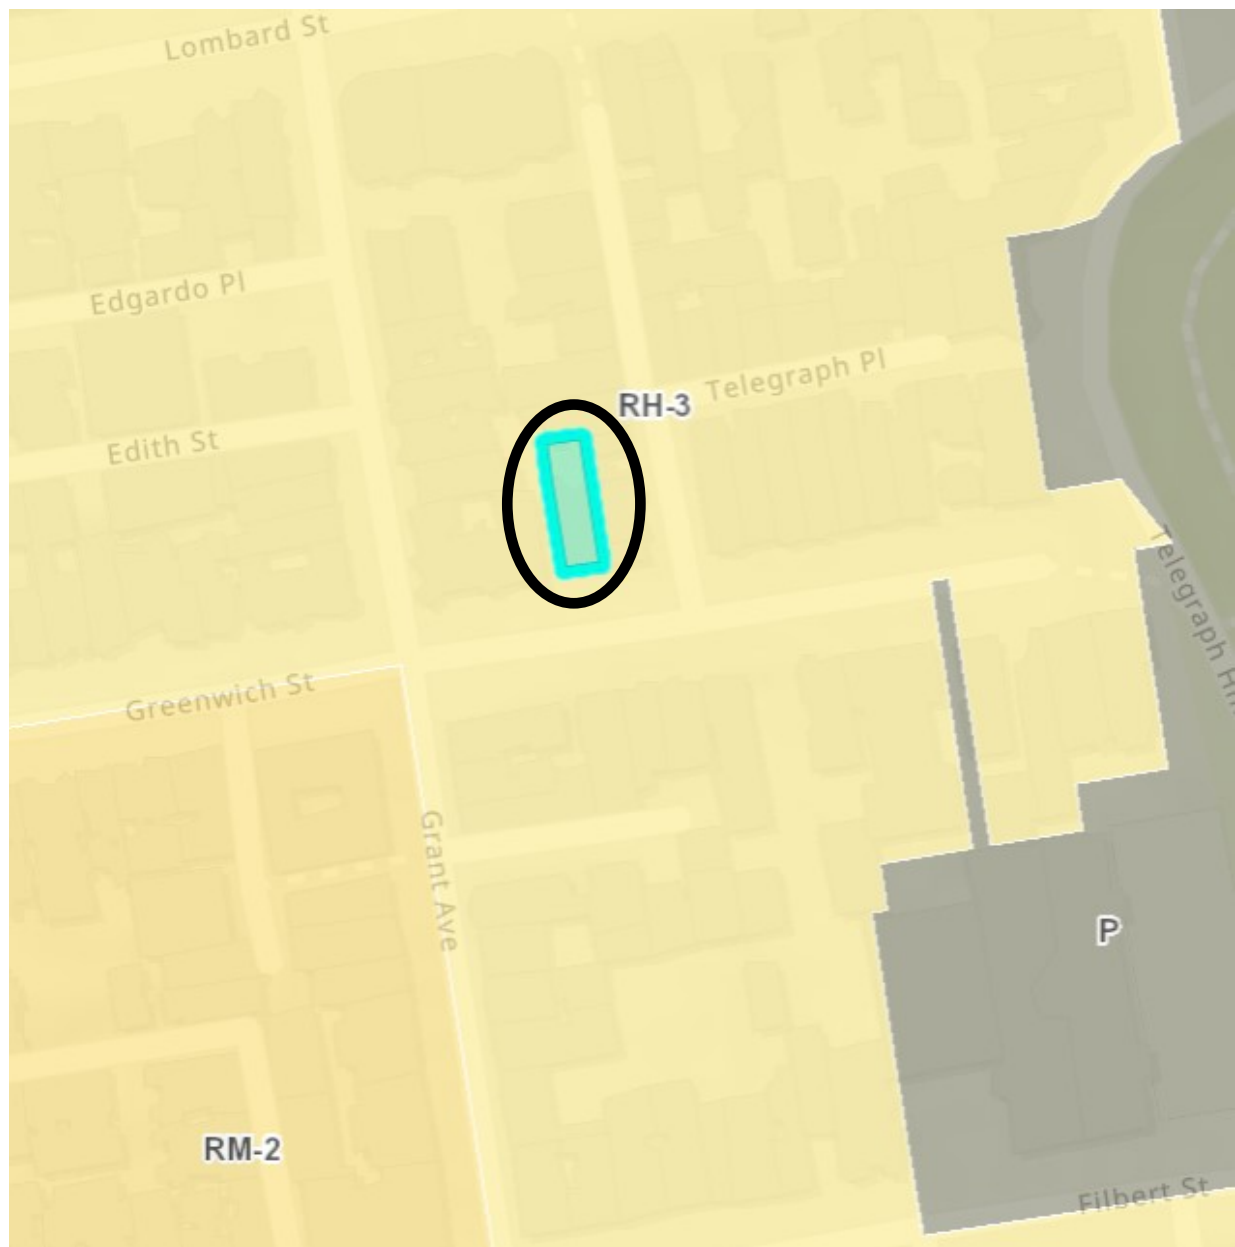 Lombard St
Edgardo Pl
Telegraph Pl
RH-3
Edith St
Telegraph Hil
Greenwich St
Grant Ave
P
RM-2
Filbert St